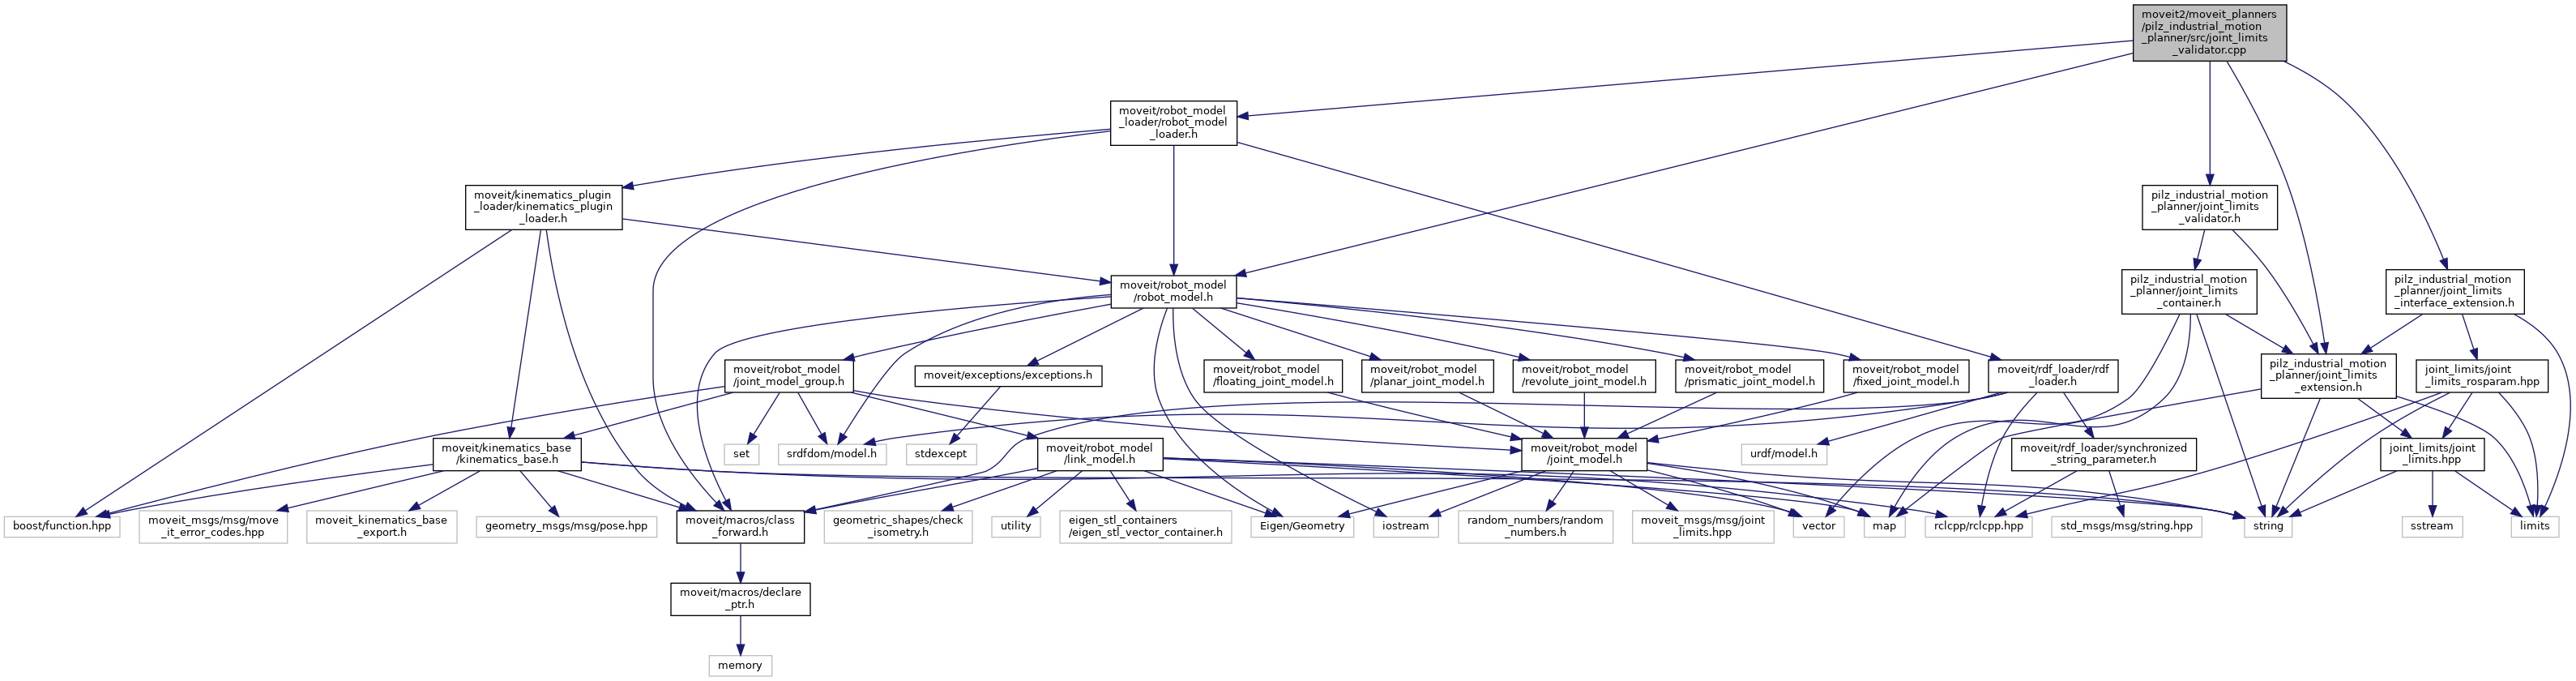 moveit2/moveit_planners
/pilz_industrial_motion
_planner/src/joint_limits
_validator.cpp
moveit/robot_model
_loader/robot_model
_loader.h
moveit/kinematics_plugin
_loader/kinematics_plugin
_loader.h
pilz_industrial_motion
_planner/joint_limits
_validator.h
moveit/robot_model
/robot_model.h
pilz_industrial_motion
_planner/joint_limits
_container.h
pilz_industrial_motion
_planner/joint_limits
_interface_extension.h
moveit/robot_model
/joint_model_group.h
moveit/exceptions/exceptions.h
moveit/robot_model
/floating_joint_model.h
moveit/robot_model
/planar_joint_model.h
moveit/robot_model
/revolute_joint_model.h
moveit/robot_model
/prismatic_joint_model.h
moveit/robot_model
/fixed_joint_model.h
moveit/rdf_loader/rdf
_loader.h
pilz_industrial_motion
_planner/joint_limits
_extension.h
joint_limits/joint
_limits_rosparam.hpp
moveit/kinematics_base
/kinematics_base.h
set
srdfdom/model.h
stdexcept
moveit/robot_model
/link_model.h
moveit/robot_model
/joint_model.h
urdf/model.h
moveit/rdf_loader/synchronized
_string_parameter.h
joint_limits/joint
_limits.hpp
boost/function.hpp
moveit_msgs/msg/move
_it_error_codes.hpp
moveit_kinematics_base
_export.h
geometry_msgs/msg/pose.hpp
moveit/macros/class
_forward.h
geometric_shapes/check
_isometry.h
utility
eigen_stl_containers
/eigen_stl_vector_container.h
Eigen/Geometry
iostream
random_numbers/random
_numbers.h
moveit_msgs/msg/joint
_limits.hpp
vector
map
rclcpp/rclcpp.hpp
std_msgs/msg/string.hpp
string
sstream
limits
moveit/macros/declare
_ptr.h
memory